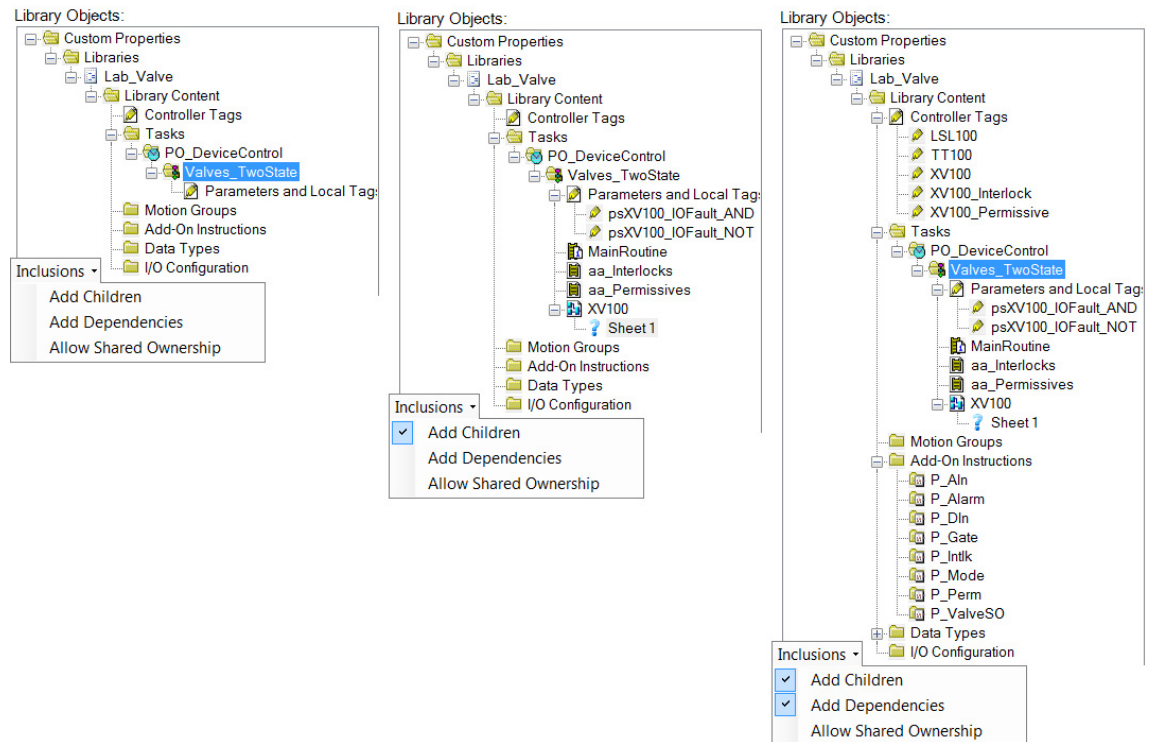 Library Objects:
Custom Properties
Libraries
Lab_Valve
Library Content
Controller Tags
Tasks
PO_DeviceControl
Valves_TwoState
Parameters and Local Tag:
Motion Groups
Add-On Instructions
Data Types
I/O Configuration
Inclusions
Add Children
Add Dependencies
Allow Shared Ownership
Library Objects:
Custom Properties
Libraries
Lab_Valve
Library Content
Controller Tags
Tasks
PO_DeviceControl
Valves_TwoState
Parameters and Local Tag:
psXV100_IOFault_AND
psXV100_IOFault_NOT
MainRoutine
aa_Interlocks
aa_Permissives
XV100
Sheet 1
Motion Groups
Add-On Instructions
Data Types
I/O Configuration
Inclusions
Add Children
Add Dependencies
Allow Shared Ownership
Library Objects:
Custom Properties
Libraries
Lab_Valve
Library Content
Controller Tags
LSL100
TT100
XV100
XV100_Interlock
XV100_Permissive
Tasks
PO_DeviceControl
Valves_TwoState
Parameters and Local Tag:
psXV100_IOFault_AND
psXV100_IOFault_NOT
MainRoutine
aa_Interlocks
aa_Permissives
XV100
Sheet 1
Motion Groups
Add-On Instructions
P_AIn
P_Alarm
P_DIn
P_Gate
P_Intlk
P_Mode
P_Perm
P_ValveSO
Data Types
I/O Configuration
Inclusions
Add Children
Add Dependencies
Allow Shared Ownership